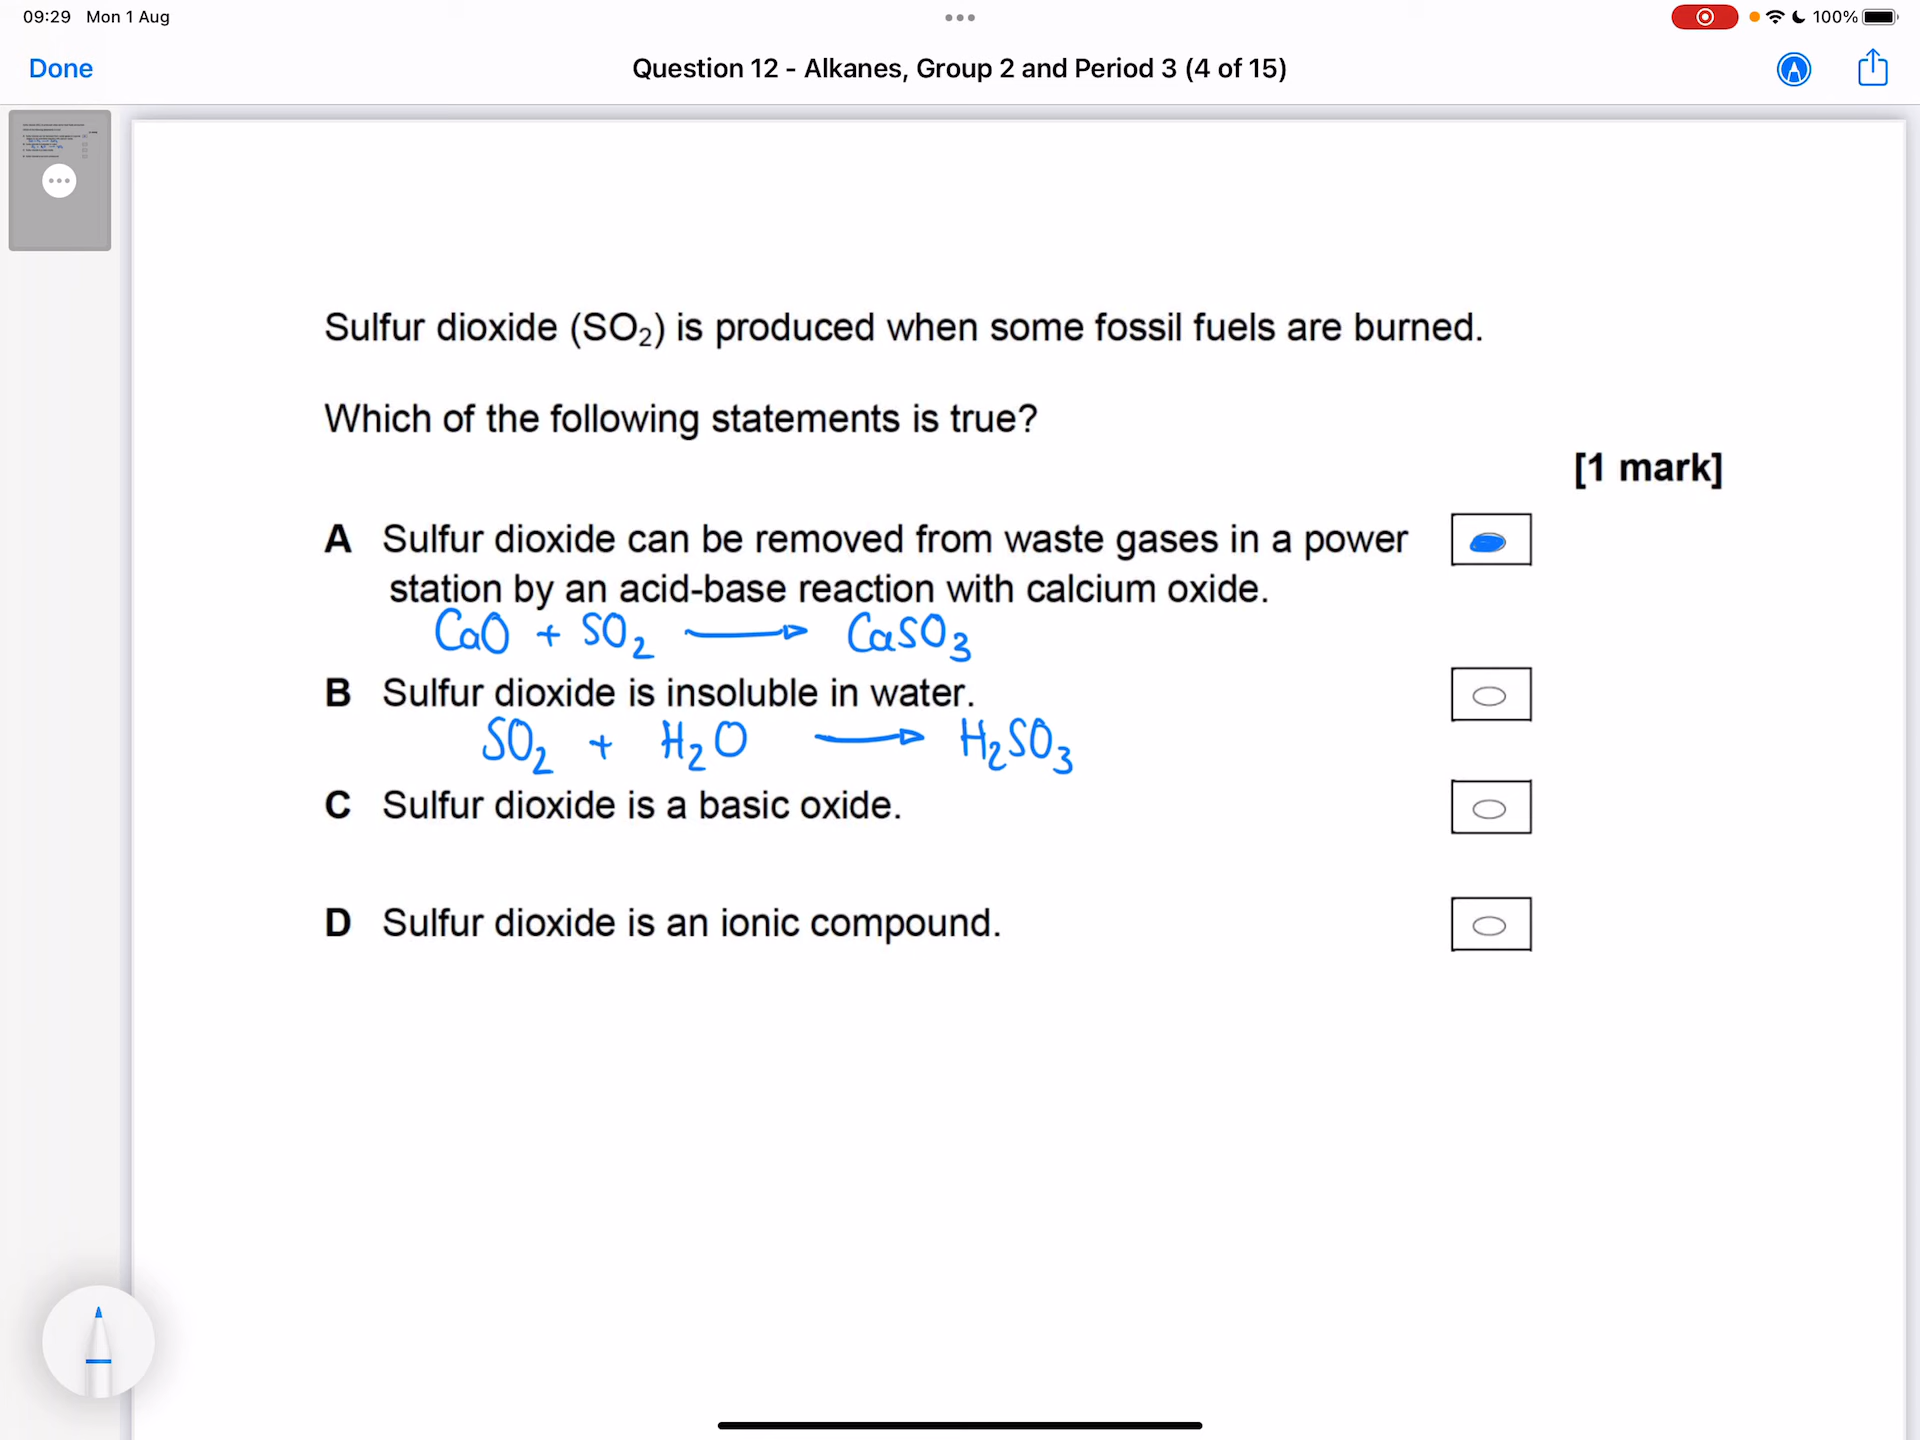 09:29 Mon 1 Aug
100%
Done
Question 12 - Alkanes, Group 2 and Period 3 (4 of 15)
Sulfur dioxide (SO₂) is produced when some fossil fuels are burned.
Which of the following statements is true?
[1 mark]
A Sulfur dioxide can be removed from waste gases in a power
station by an acid-base reaction with calcium oxide.
CaO + SO₂ → CaSO₃
B Sulfur dioxide is insoluble in water.
SO₂ + H₂O → H₂SO₃
C Sulfur dioxide is a basic oxide.
D Sulfur dioxide is an ionic compound.